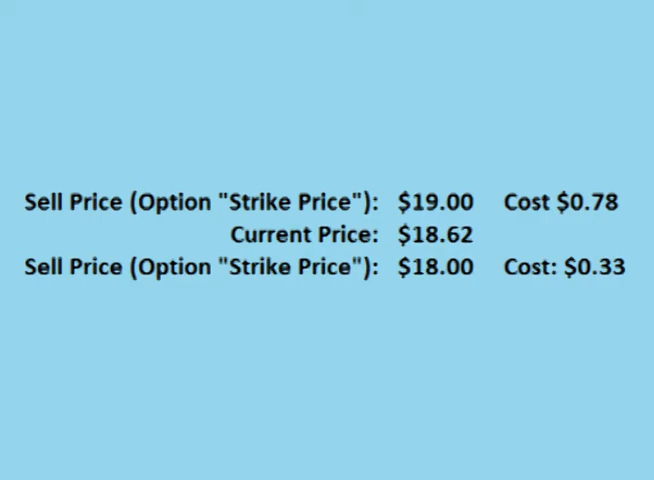 Sell Price (Option "Strike Price"): $19.00 Cost $0.78
Current Price: $18.62
Sell Price (Option "Strike Price"): $18.00 Cost: $0.33